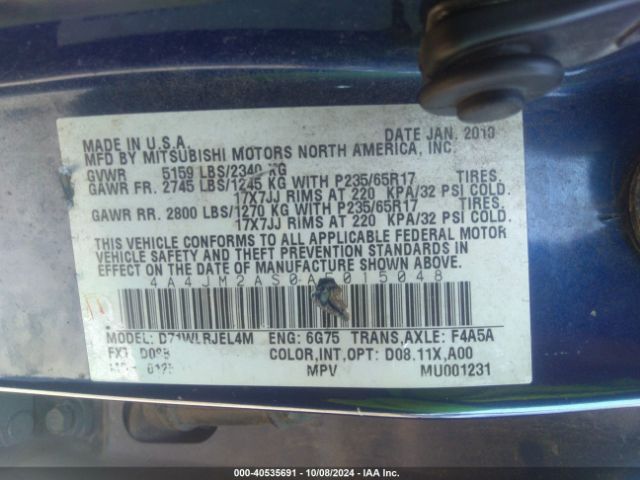 MADE IN U.S.A. DATE JAN. 2010
MFD BY MITSUBISHI MOTORS NORTH AMERICA, INC.
GVWR 5159 LBS/2340 KG
GAWR FR. 2745 LBS/1245 KG WITH P235/65R17 TIRES,
17X7JJ RIMS AT 220 KPA/32 PSI COLD.
GAWR RR. 2800 LBS/1270 KG WITH P235/65R17 TIRES,
17X7JJ RIMS AT 220 KPA/32 PSI COLD.
THIS VEHICLE CONFORMS TO ALL APPLICABLE FEDERAL MOTOR
VEHICLE SAFETY AND THEFT PREVENTION STANDARDS IN
EFFECT ON THE DATE OF MANUFACTURE SHOWN ABOVE.
4A4JM2AS0AE015048
MODEL: D71WLRJEL4M ENG: 6G75 TRANS,AXLE: F4A5A
EXT: COLOR,INT,OPT: D08.11X,A00
MPV MU001231
000-40535691 - 10/08/2024 - IAA Inc.